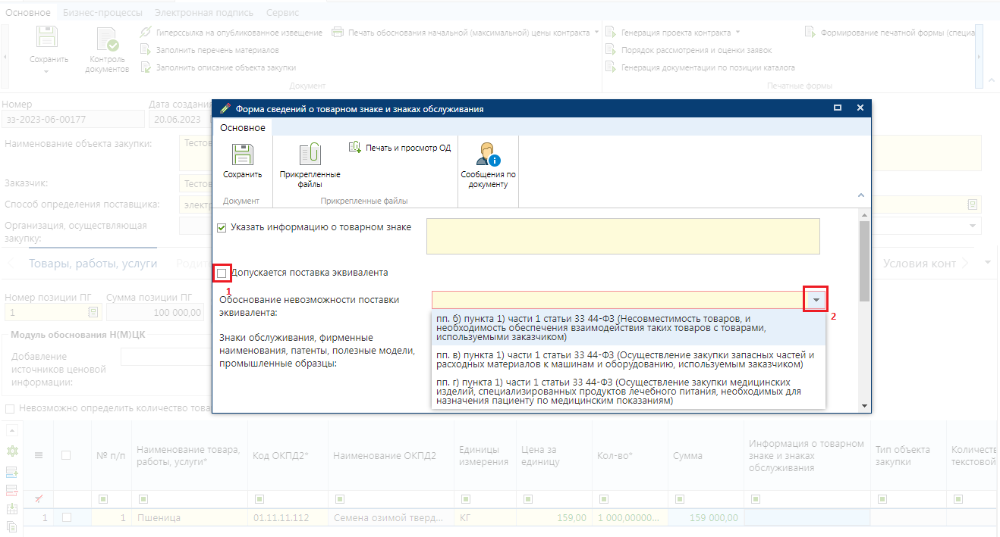 Основное Бизнес-процессы Электронная подпись Сервис
Гиперссылка на опубликованное извещение
Печать обоснования начальной (максимальной) цены контракта
Генерация проекта контракта
Формирование печатной формы (специа
Сохранить
Контроль
документов
Заполнить перечень материалов
Порядок рассмотрения и оценки заявок
Заполнить описание объекта закупки
Генерация документации по позиции каталога
Документ
Печатные формы
Номер
Дата создания
зз-2023-06-00177
20.06.2023
Наименование объекта закупки:
Тестов
Заказчик:
Тестов
Способ определения поставщика:
электр
Организация, осуществляющая
закупку:
Форма сведений о товарном знаке и знаках обслуживания
Основное
Сохранить
Документ
Прикрепленные
файлы
Печать и просмотр ОД
Прикрепленные файлы
Сообщения по
документу
Указать информацию о товарном знаке
Допускается поставка эквивалента
1
Обоснование невозможности поставки
эквивалента:
2
пп. б) пункта 1) части 1 статьи 33 44-ФЗ (Несовместимость товаров, и
необходимость обеспечения взаимодействия таких товаров с товарами,
используемыми заказчиком)
пп. в) пункта 1) части 1 статьи 33 44-ФЗ (Осуществление закупки запасных частей и
расходных материалов к машинам и оборудованию, используемым заказчиком)
пп. г) пункта 1) части 1 статьи 33 44-ФЗ (Осуществление закупки медицинских
изделий, специализированных продуктов лечебного питания, необходимых для
назначения пациенту по медицинским показаниям)
Знаки обслуживания, фирменные
наименования, патенты, полезные модели,
промышленные образцы:
Товары, работы, услуги
Родит
Условия конт
Номер позиции ПГ
Сумма позиции ПГ
1
100 000,00
Модуль обоснования Н(М)ЦК
Добавление
источников ценовой
информации:
Невозможно определить количество това
№ п/п
Наименование товара,
работы, услуги*
Код ОКПД2*
Наименование ОКПД2
Единицы
измерения
Цена за
единицу
Кол-во*
Сумма
Информация о товарном
знаке и знаках
обслуживания
Тип объекта
закупки
Количеств
текстовой
1 1 Пшеница 01.11.11.112 Семена озимой тверд... КГ 159,00 1 000,00000... 159 000,00